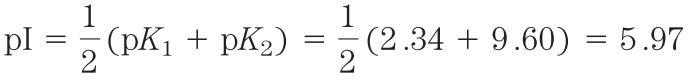 pI = 1/2 (pK₁ + pK₂) = 1/2 (2.34 + 9.60) = 5.97